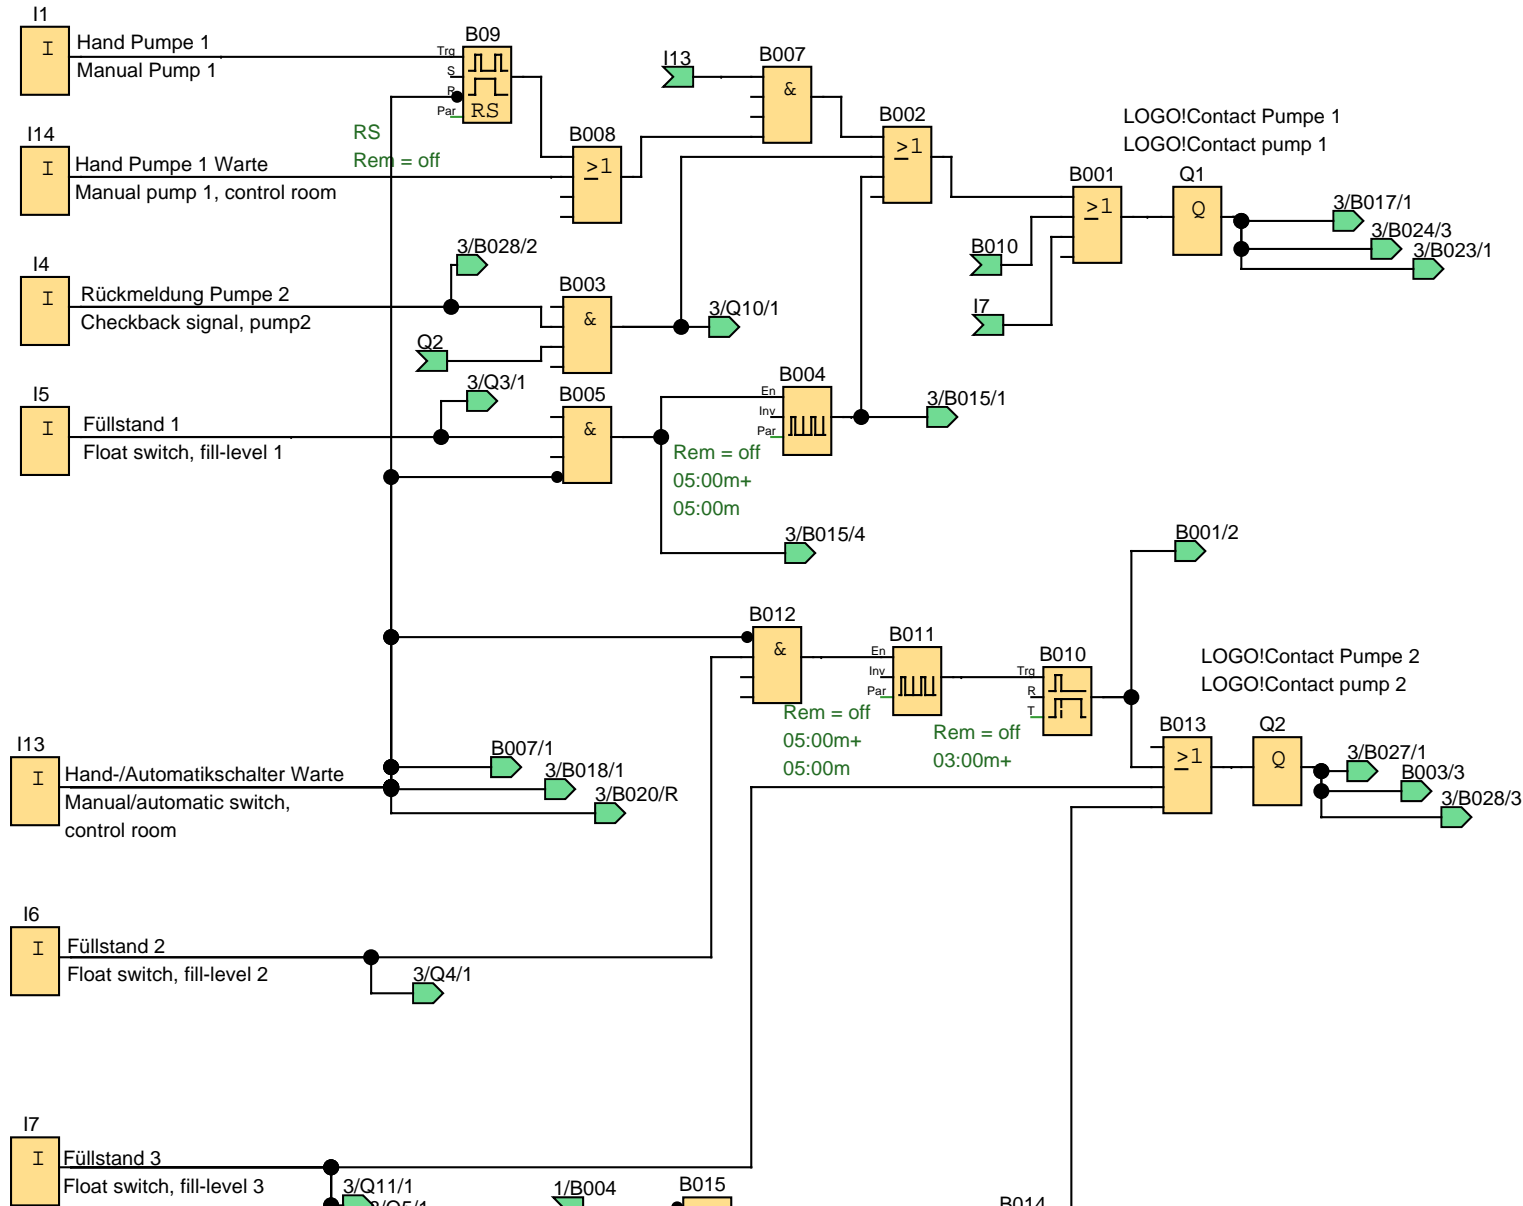 I1
I
Hand Pumpe 1
Manual Pump 1
B09
Trg
S
R
Par
RS
RS
Rem = off
I14
I
Hand Pumpe 1 Warte
Manual pump 1, control room
B008
≥1
I13
B007
&
B002
≥1
LOGO!Contact Pumpe 1
LOGO!Contact pump 1
B001
≥1
Q1
Q
3/B017/1
3/B024/3
3/B023/1
B010
I7
I4
I
Rückmeldung Pumpe 2
Checkback signal, pump2
3/B028/2
B003
&
Q2
3/Q10/1
I5
I
Füllstand 1
Float switch, fill-level 1
3/Q3/1
B005
&
B004
En
Inv
Par
Rem = off
05:00m+
05:00m
3/B015/1
3/B015/4
B001/2
B012
&
B011
En
Inv
Par
Rem = off
05:00m+
05:00m
B010
Trg
R
T
Rem = off
03:00m+
LOGO!Contact Pumpe 2
LOGO!Contact pump 2
B013
≥1
Q2
Q
3/B027/1
B003/3
3/B028/3
I13
I
Hand-/Automatikschalter Warte
Manual/automatic switch,
control room
B007/1
3/B018/1
3/B020/R
I6
I
Füllstand 2
Float switch, fill-level 2
3/Q4/1
I7
I
Füllstand 3
Float switch, fill-level 3
3/Q11/1
1/B004
B015
B014